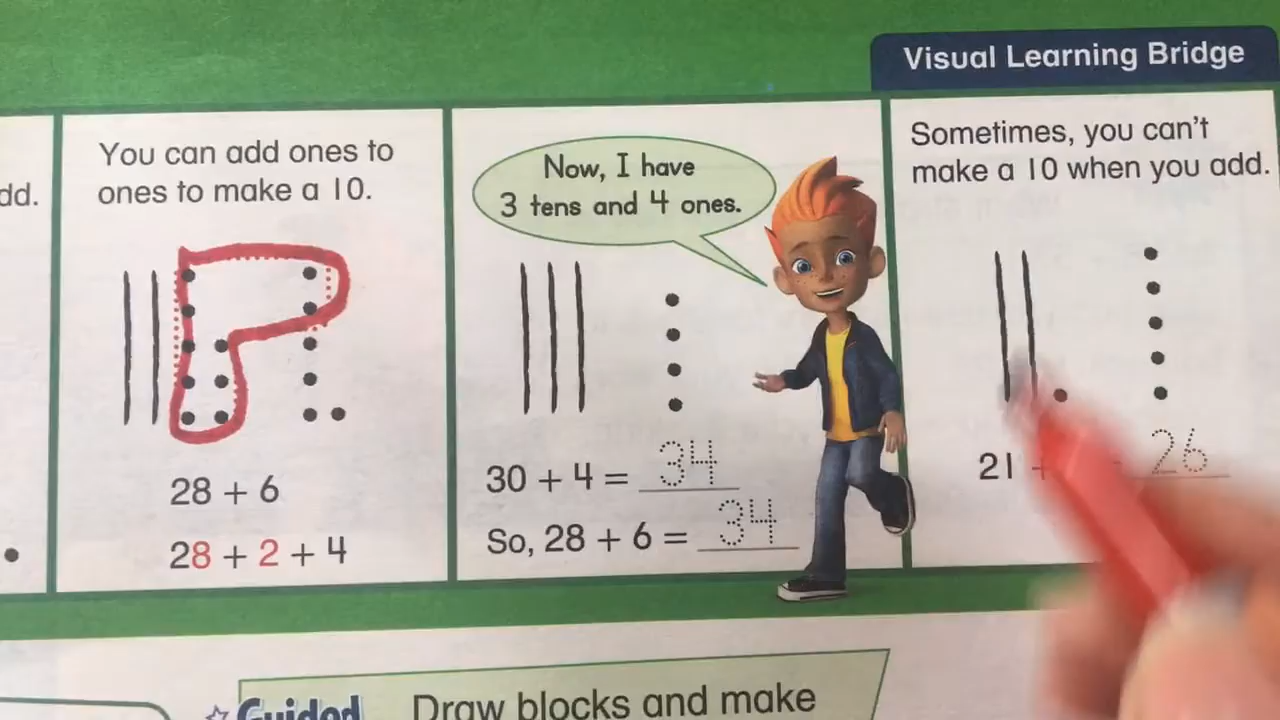 Visual Learning Bridge
dd.
You can add ones to
ones to make a 10.
28 + 6
28 + 2 + 4
Now, I have
3 tens and 4 ones.
30 + 4 = 34
So, 28 + 6 = 34
Sometimes, you can't
make a 10 when you add.
21 +
26
Guided
Draw blocks and make